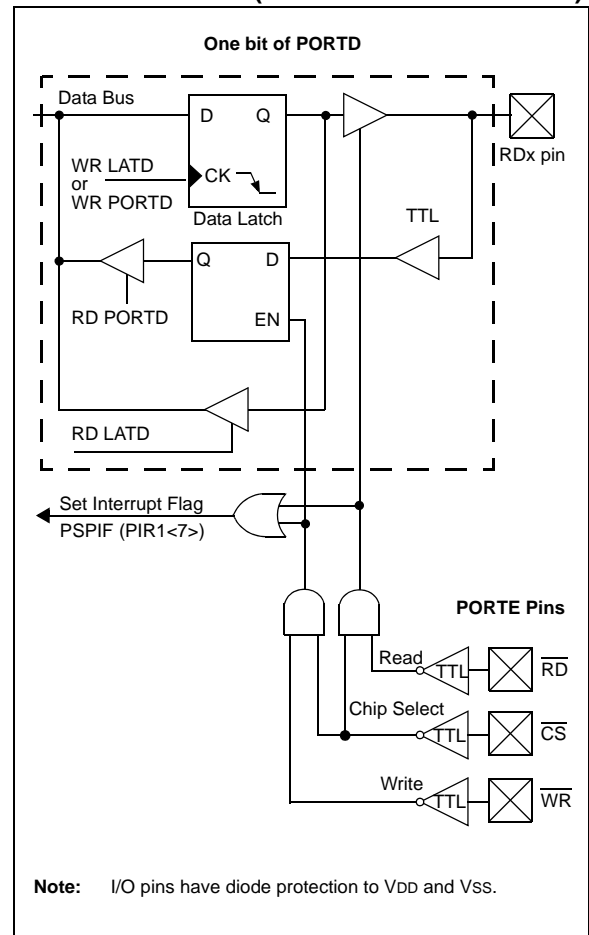 One bit of PORTD
Data Bus
D Q
RDx pin
WR LATD
or
WR PORTD
CK
Data Latch
TTL
Q D
EN
RD PORTD
RD LATD
Set Interrupt Flag
PSPIF (PIR1<7>)
PORTE Pins
Read
TTL
RD
Chip Select
TTL
CS
Write
TTL
WR
Note: I/O pins have diode protection to VDD and VSS.